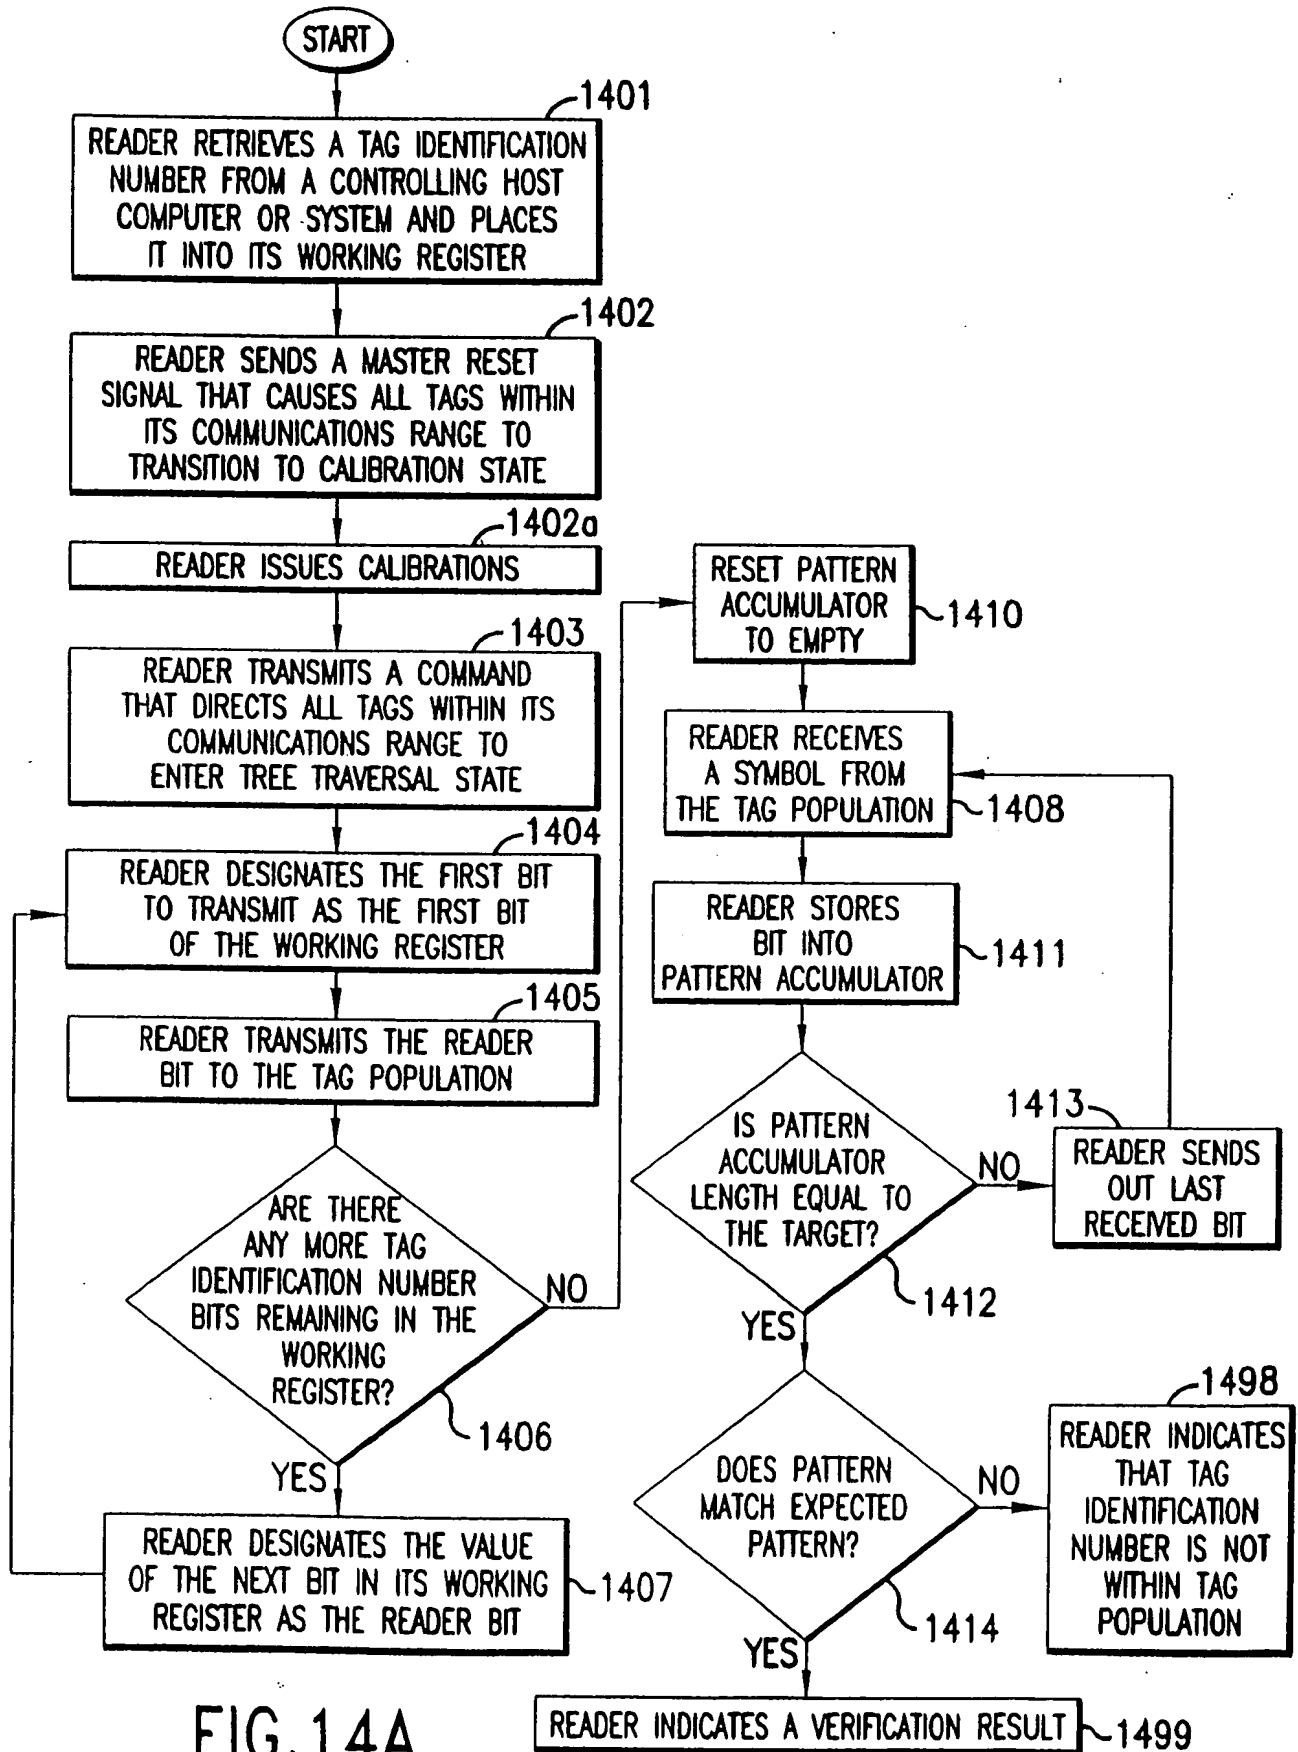 START
1401
READER RETRIEVES A TAG IDENTIFICATION
NUMBER FROM A CONTROLLING HOST
COMPUTER OR SYSTEM AND PLACES
IT INTO ITS WORKING REGISTER
1402
READER SENDS A MASTER RESET
SIGNAL THAT CAUSES ALL TAGS WITHIN
ITS COMMUNICATIONS RANGE TO
TRANSITION TO CALIBRATION STATE
1402a
READER ISSUES CALIBRATIONS
1403
READER TRANSMITS A COMMAND
THAT DIRECTS ALL TAGS WITHIN ITS
COMMUNICATIONS RANGE TO
ENTER TREE TRAVERSAL STATE
1404
READER DESIGNATES THE FIRST BIT
TO TRANSMIT AS THE FIRST BIT
OF THE WORKING REGISTER
1405
READER TRANSMITS THE READER
BIT TO THE TAG POPULATION
ARE THERE
ANY MORE TAG
IDENTIFICATION NUMBER
BITS REMAINING IN THE
WORKING
REGISTER?
NO
1406
YES
READER DESIGNATES THE VALUE
OF THE NEXT BIT IN ITS WORKING
REGISTER AS THE READER BIT
1407
RESET PATTERN
ACCUMULATOR
TO EMPTY
1410
READER RECEIVES
A SYMBOL FROM
THE TAG POPULATION
1408
READER STORES
BIT INTO
PATTERN ACCUMULATOR
1411
IS PATTERN
ACCUMULATOR
LENGTH EQUAL TO
THE TARGET?
NO
1412
1413
READER SENDS
OUT LAST
RECEIVED BIT
YES
DOES PATTERN
MATCH EXPECTED
PATTERN?
NO
1414
1498
READER INDICATES
THAT TAG
IDENTIFICATION
NUMBER IS NOT
WITHIN TAG
POPULATION
YES
READER INDICATES A VERIFICATION RESULT
1499
FIG.14A